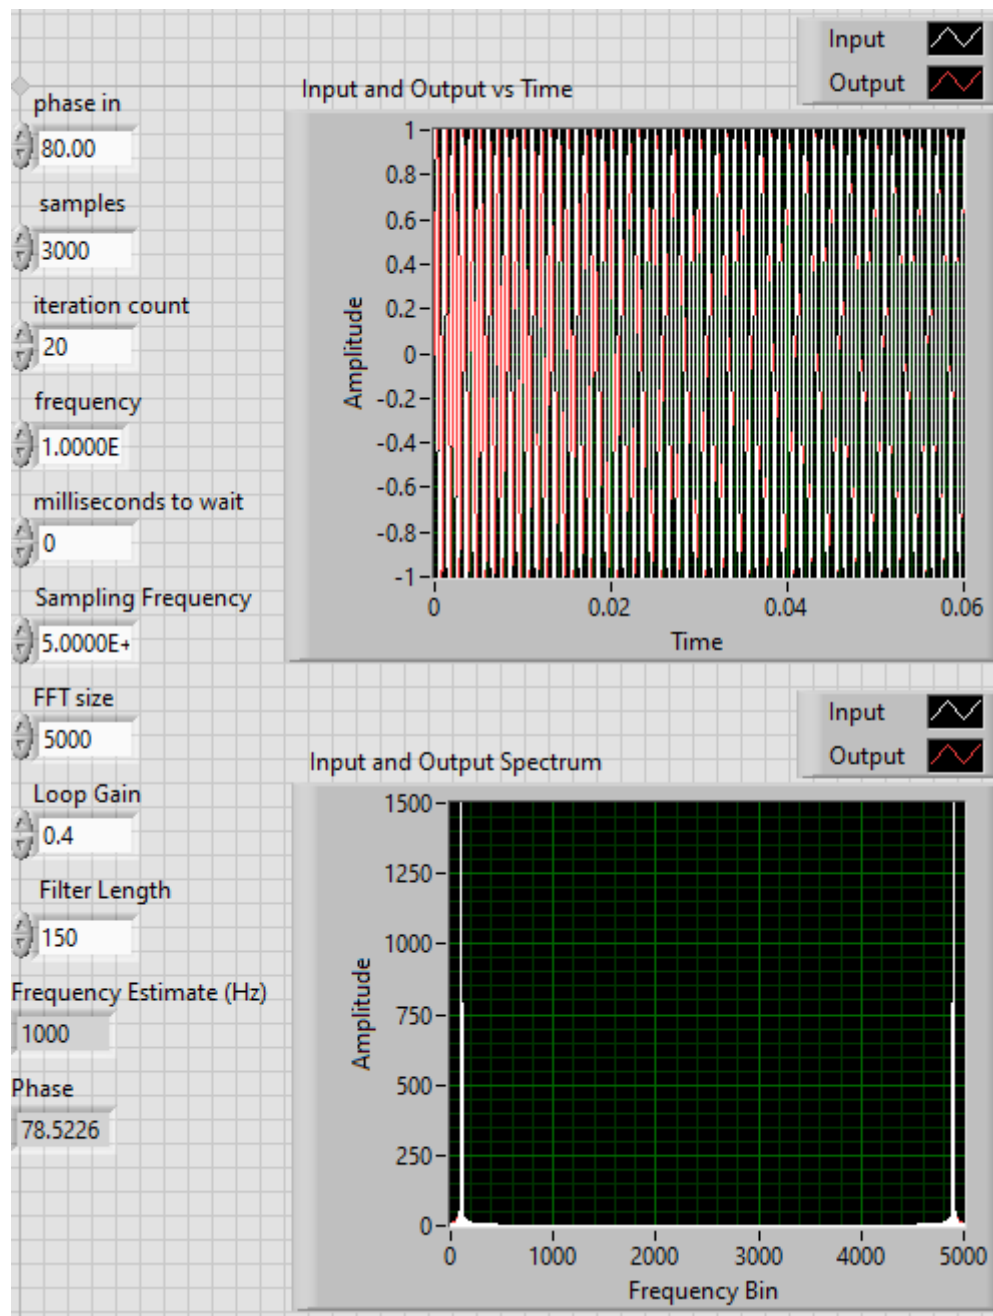 phase in
80.00
samples
3000
iteration count
20
frequency
1.0000E
milliseconds to wait
0
Sampling Frequency
5.0000E+
FFT size
5000
Loop Gain
0.4
Filter Length
150
Frequency Estimate (Hz)
1000
Phase
78.5226
Input
Output
Input and Output vs Time
1
0.8
0.6
0.4
0.2
0
-0.2
-0.4
-0.6
-0.8
-1
Amplitude
0 0.02 0.04 0.06
Time
Input
Output
Input and Output Spectrum
1500
1250
1000
750
500
250
0
Amplitude
0 1000 2000 3000 4000 5000
Frequency Bin